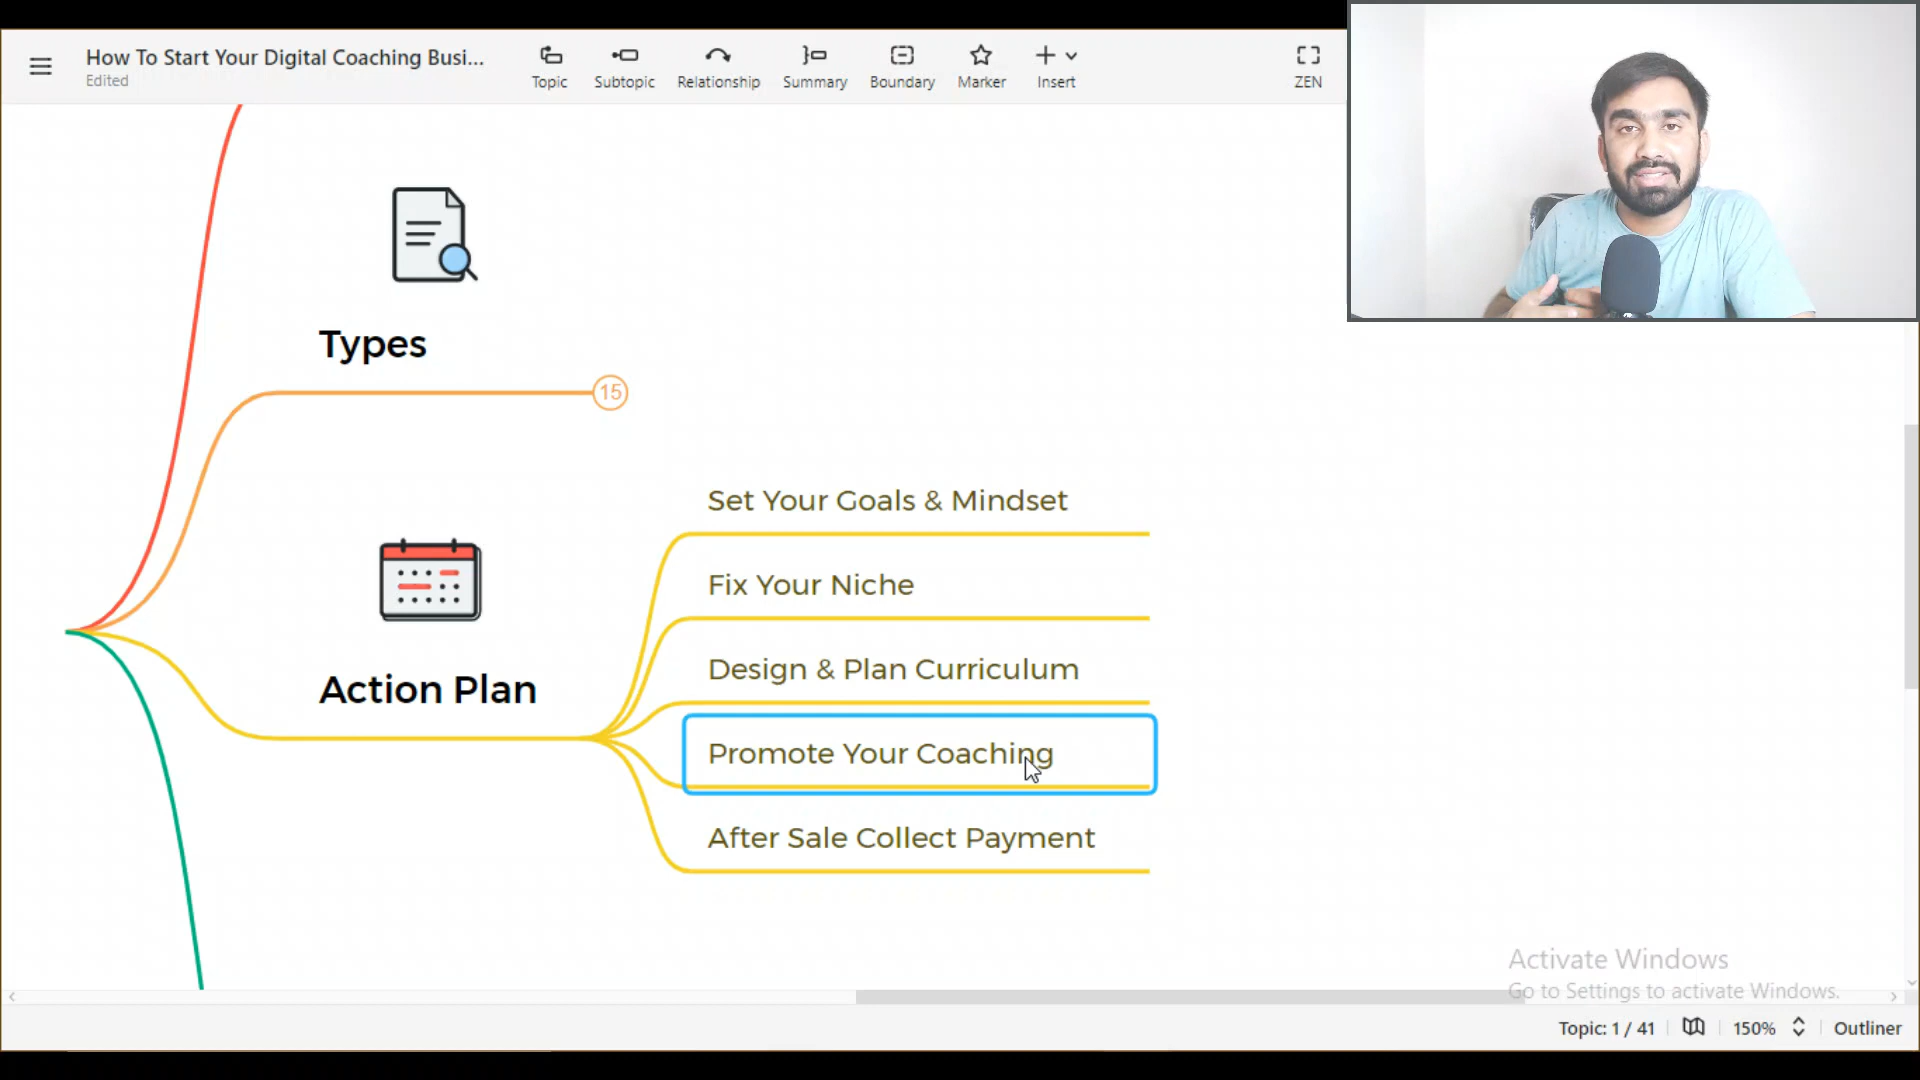 How To Start Your Digital Coaching Busi...
Edited
Topic
Subtopic
Relationship
Summary
Boundary
Marker
Insert
ZEN
Types
15
Action Plan
Set Your Goals & Mindset
Fix Your Niche
Design & Plan Curriculum
Promote Your Coaching
After Sale Collect Payment
Activate Windows
Go to Settings to activate Windows.
Topic: 1 / 41
150%
Outliner